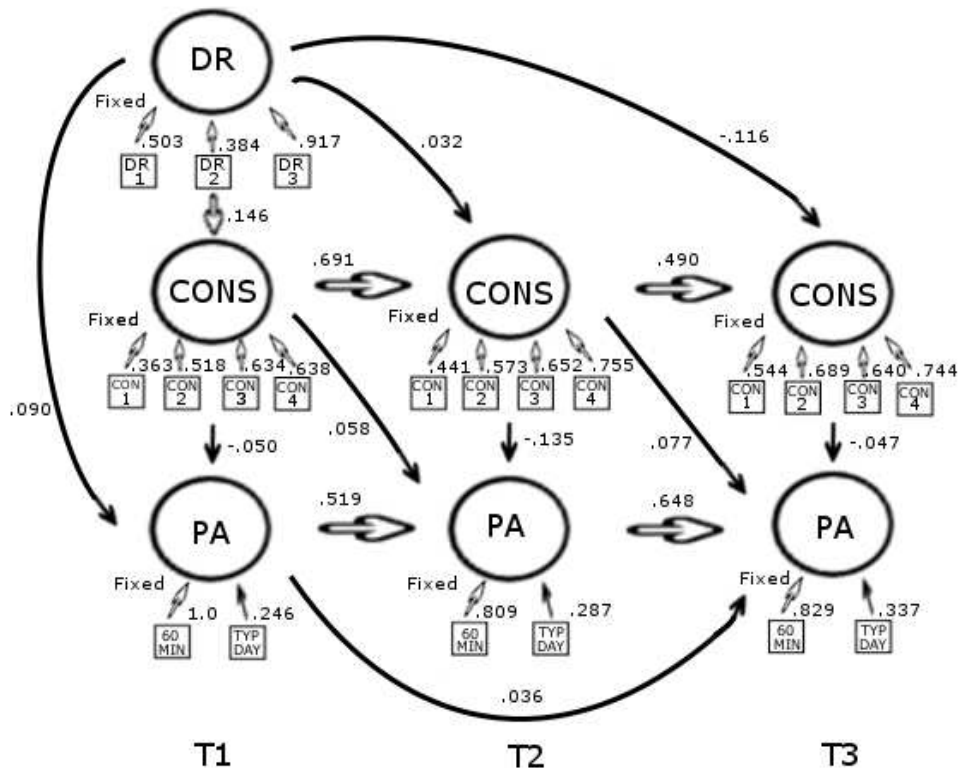 DR
Fixed
.503
.384
.917
DR
1
DR
2
DR
3
.032
-.116
.146
.691
.490
CONS
CONS
CONS
Fixed
Fixed
Fixed
.363
.518
.634
.638
.441
.573
.652
.755
.544
.689
.640
.744
CON
1
CON
2
CON
3
CON
4
CON
1
CON
2
CON
3
CON
4
CON
1
CON
2
CON
3
CON
4
.090
-.050
.058
-.135
.077
-.047
.519
.648
PA
PA
PA
Fixed
Fixed
Fixed
1.0
.246
.809
.287
.829
.337
60
MIN
TYP
DAY
60
MIN
TYP
DAY
60
MIN
TYP
DAY
.036
T1
T2
T3